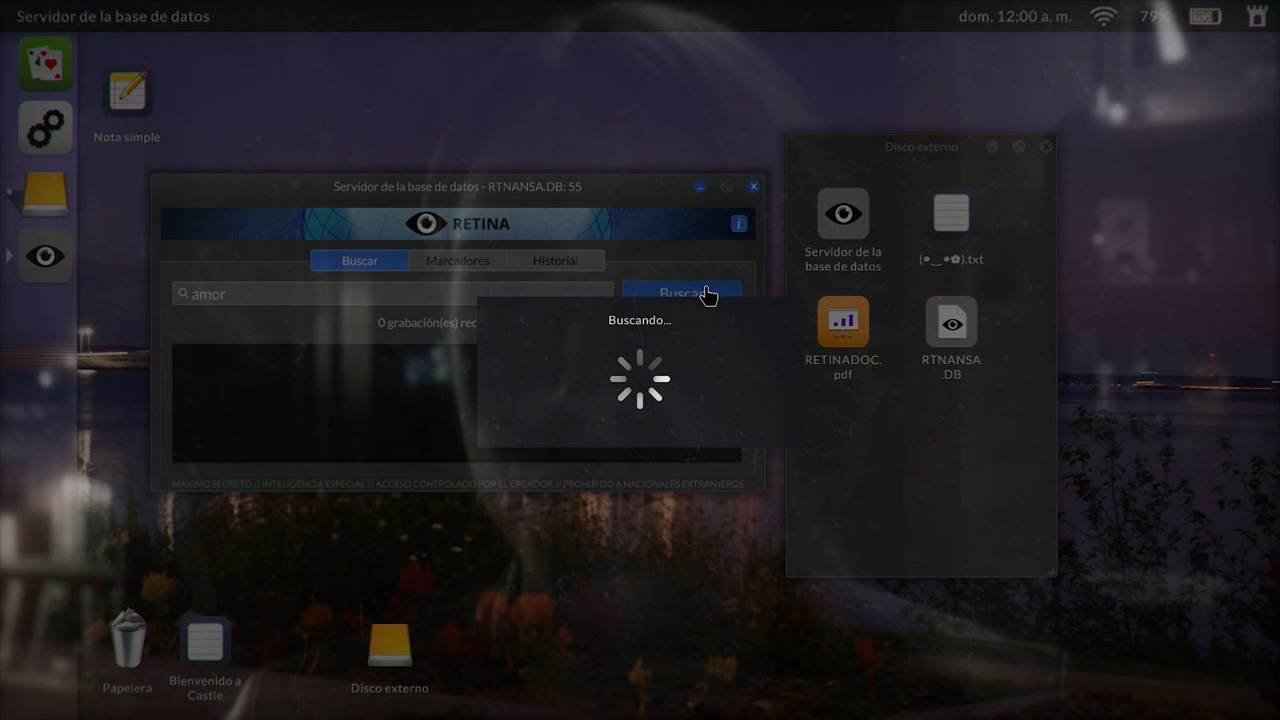 Servidor de la base de datos
dom. 12:00 a. m.
79%
Nota simple
Disco externo
Servidor de la base de datos - RTNANSA.DB: 55
RETINA
i
Buscar
Marcadores
Historial
amor
Buscar
0 grabación(es) rec
Buscando...
MAXIMO SECRETO // INTELIGENCIA ESPECIAL // ACCESO CONTROLADO POR EL CREADOR // PROHIBIDO A NACIONALES EXTRANJEROS
Servidor de la
base de datos
(•‿•✿).txt
RETINADOC.
pdf
RTNANSA
.DB
Papelera
Bienvenido a
Castle
Disco externo